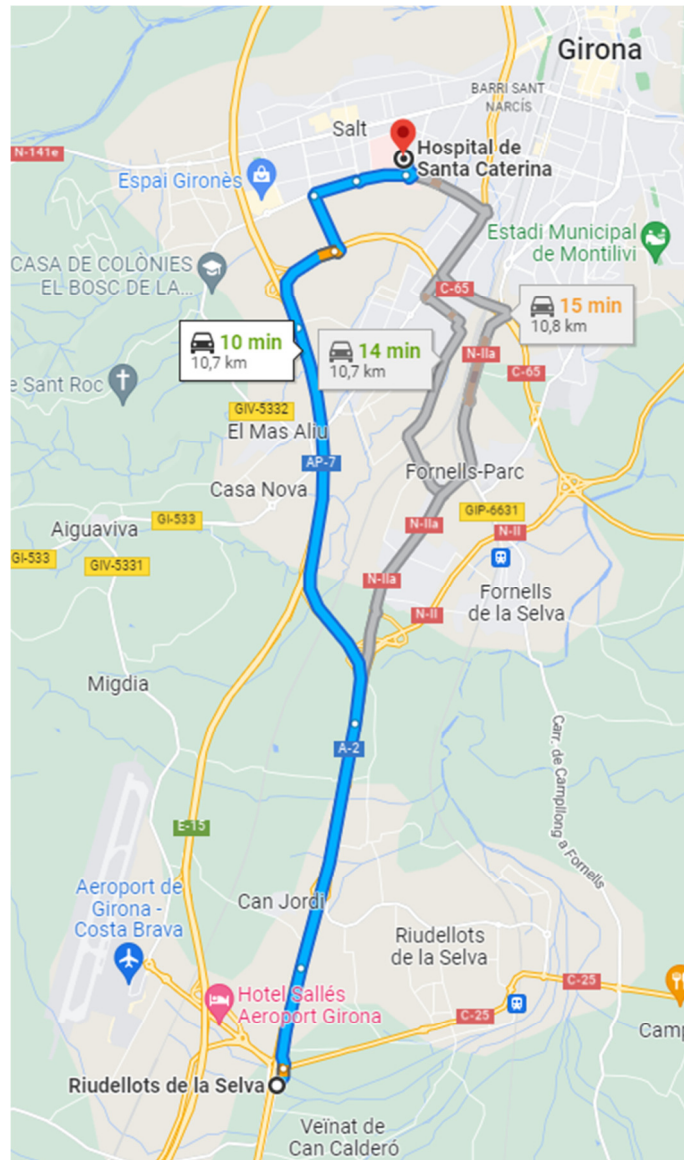 Girona
BARRI SANT
NARCÍS
Salt
Hospital de
Santa Caterina
N-141e
Espai Gironès
Estadi Municipal
de Montilivi
CASA DE COLÒNIES
EL BOSC DE LA...
C-65
15 min
10,8 km
10 min
10,7 km
14 min
10,7 km
N-IIa
C-65
e Sant Roc
GIV-5332
El Mas Aliu
AP-7
Fornells-Parc
Casa Nova
GI-533
GIP-6631
Aiguaviva
N-IIa
N-II
GI-533
GIV-5331
N-IIa
Fornells
de la Selva
N-II
Migdia
A-2
Carr. de Campllong a Fornells
E-15
Aeroport de
Girona -
Costa Brava
Can Jordi
Riudellots
de la Selva
Hotel Sallés
Aeroport Girona
C-25
C-25
Camp
Riudellots de la Selva
Veïnat de
Can Calderó